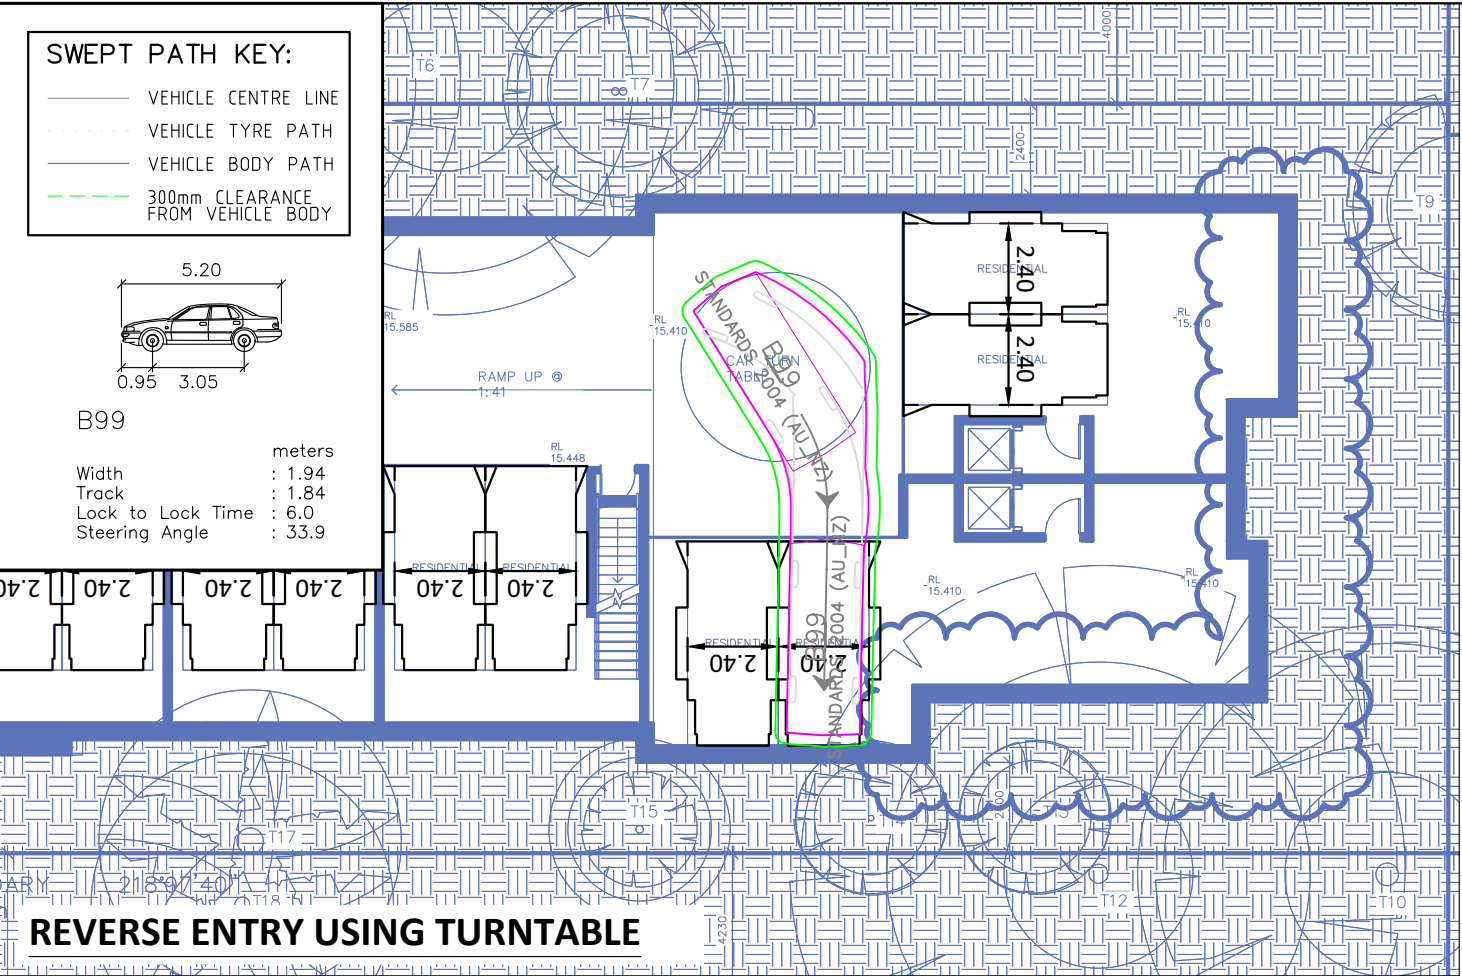 SWEPT PATH KEY:
VEHICLE CENTRE LINE
VEHICLE TYRE PATH
VEHICLE BODY PATH
300mm CLEARANCE
FROM VEHICLE BODY
5.20
0.95 3.05
B99
meters
Width : 1.94
Track : 1.84
Lock to Lock Time : 6.0
Steering Angle : 33.9
T6
T7
4000
2400
T9
RL
15.585
RL
15.410
RAMP UP @
1:41
RL
15.448
CAR TURN
TABLE
B99
STANDARDS 2004 (AU_NZ)
RESIDENTIAL
2.40
RESIDENTIAL
2.40
RL
15.410
RL
15.410
RL
15.410
2.40
2.40
2.40
2.40
RESIDENTIAL
2.40
RESIDENTIAL
2.40
RESIDENTIAL
2.40
RESIDENTIAL
2.40
B99
STANDARDS 2004 (AU_NZ)
T17
T15
T14
T18
T12
T10
218°07'40"
4230
REVERSE ENTRY USING TURNTABLE